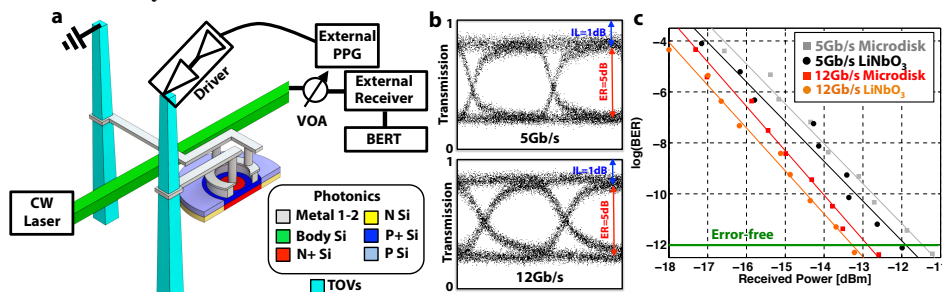 a
External
PPG
Driver
VOA
External
Receiver
BERT
CW
Laser
Photonics
Metal 1-2
Body Si
N+ Si
N Si
P+ Si
P Si
TOVs
b
1
Transmission
0
IL=1dB
ER=5dB
5Gb/s
1
Transmission
0
IL=1dB
ER=5dB
12Gb/s
c
5Gb/s Microdisk
5Gb/s LiNbO3
12Gb/s Microdisk
12Gb/s LiNbO3
log(BER)
−4
−6
−8
−10
−12
Error-free
−18 −17 −16 −15 −14 −13 −12 −11
Received Power [dBm]